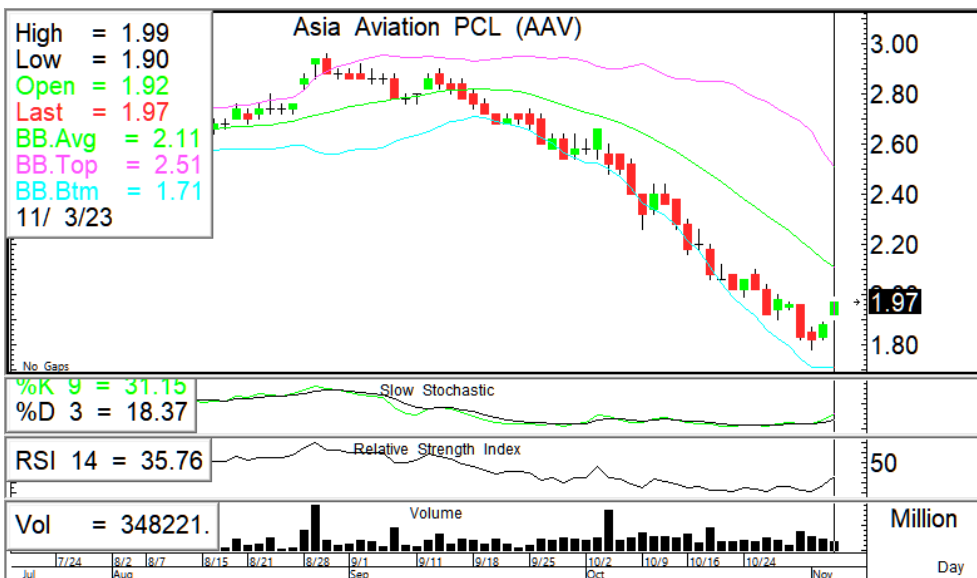 Asia Aviation PCL (AAV)
High = 1.99
Low = 1.90
Open = 1.92
Last = 1.97
BB.Avg = 2.11
BB.Top = 2.51
BB.Btm = 1.71
11/ 3/23
3.00
2.80
2.60
2.40
2.20
1.97
1.80
No Gaps
%K 9 = 31.15
%D 3 = 18.37
Slow Stochastic
RSI 14 = 35.76
Relative Strength Index
50
Vol = 348221.
Volume
Million
7/24 8/2 8/7 8/15 8/21 8/28 9/1 9/11 9/18 9/25 10/2 10/9 10/16 10/24
Jul Aug Sep Oct Nov
Day